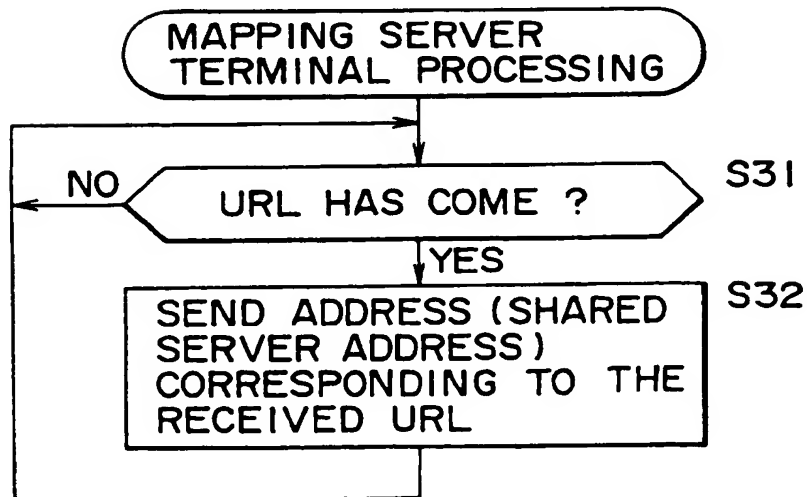 MAPPING SERVER
TERMINAL PROCESSING
NO
URL HAS COME ?
S31
YES
S32
SEND ADDRESS (SHARED
SERVER ADDRESS)
CORRESPONDING TO THE
RECEIVED URL